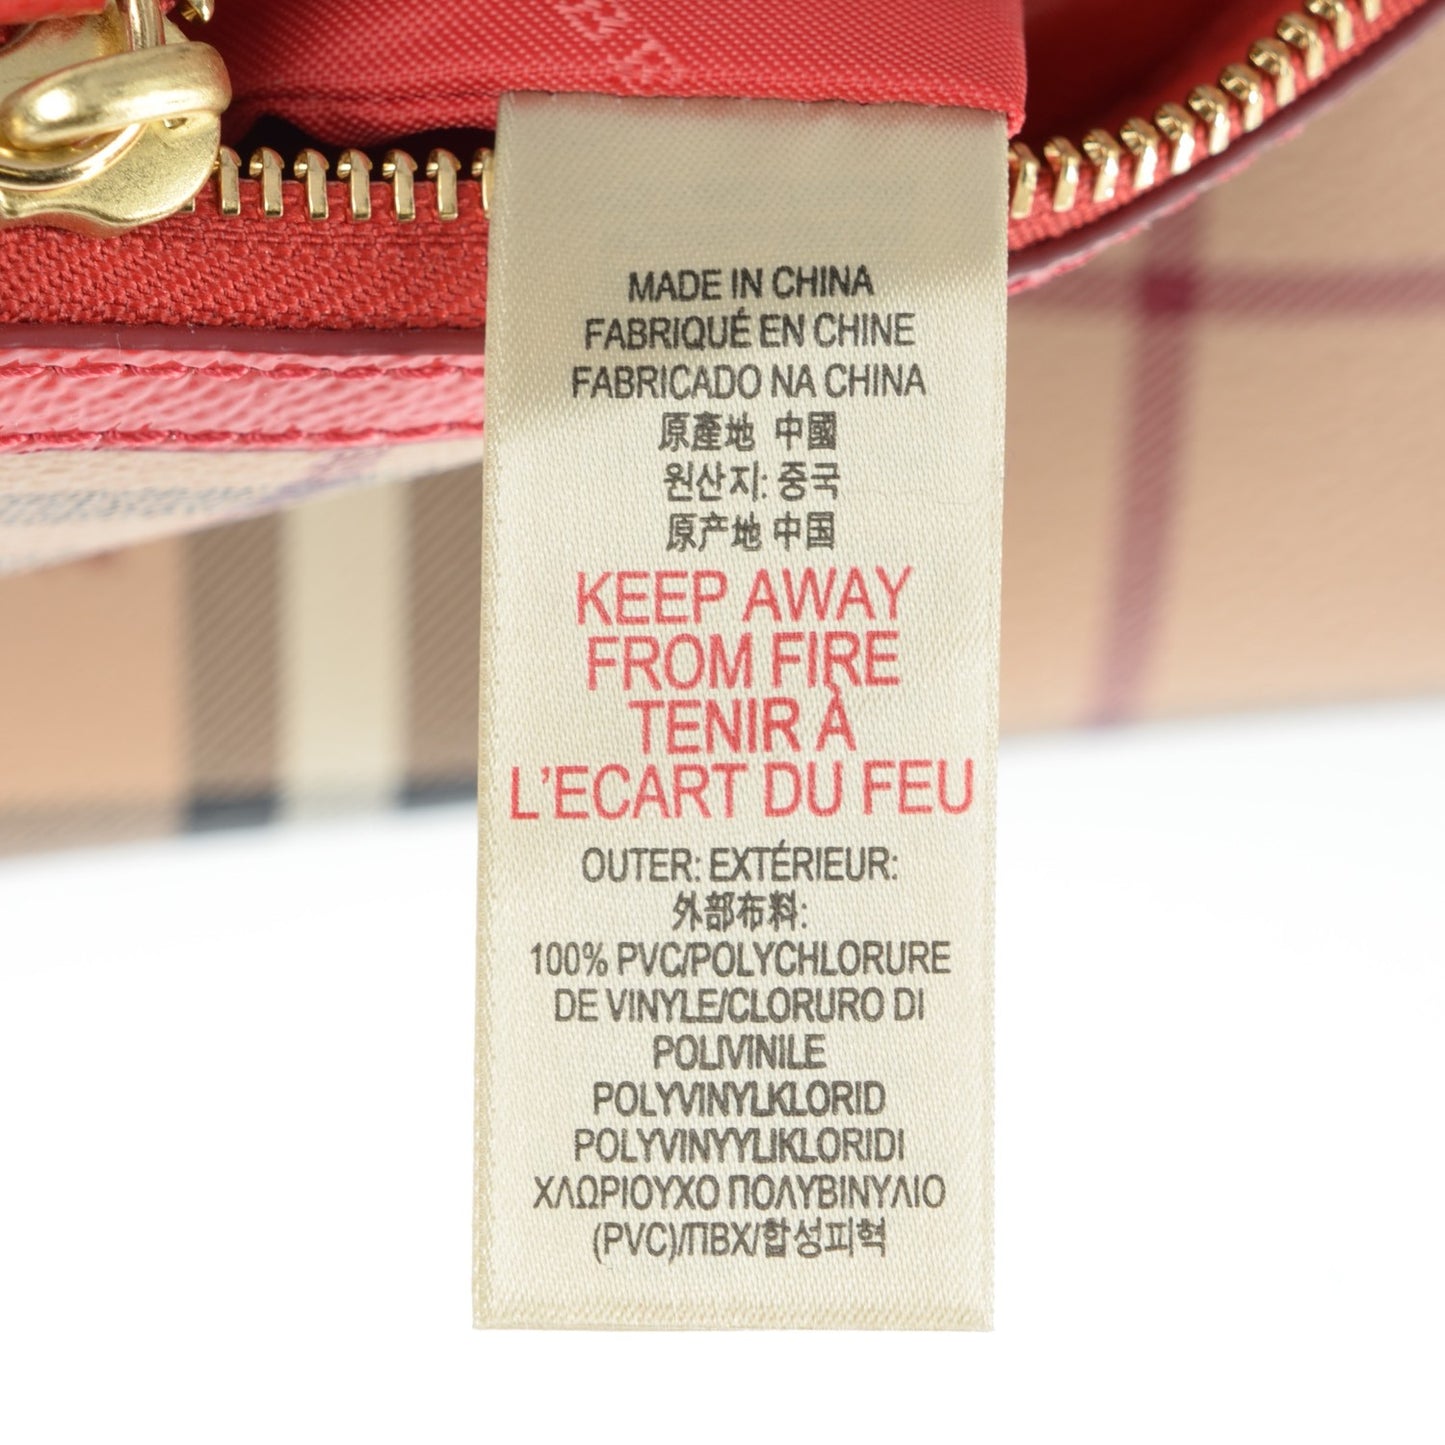 MADE IN CHINA
FABRIQUÉ EN CHINE
FABRICADO NA CHINA
原產地 中國
원산지: 중국
原产地 中国
KEEP AWAY
FROM FIRE
TENIR À
L'ECART DU FEU
OUTER: EXTÉRIEUR:
外部布料:
100% PVC/POLYCHLORURE
DE VINYLE/CLORURO DI
POLIVINILE
POLYVINYLKLORID
POLYVINYYLIKLORIDI
ΧΛΩΡΙΟΥΧΟ ΠΟΛΥΒΙΝΥΛΙΟ
(PVC)/ПВХ/합성피혁